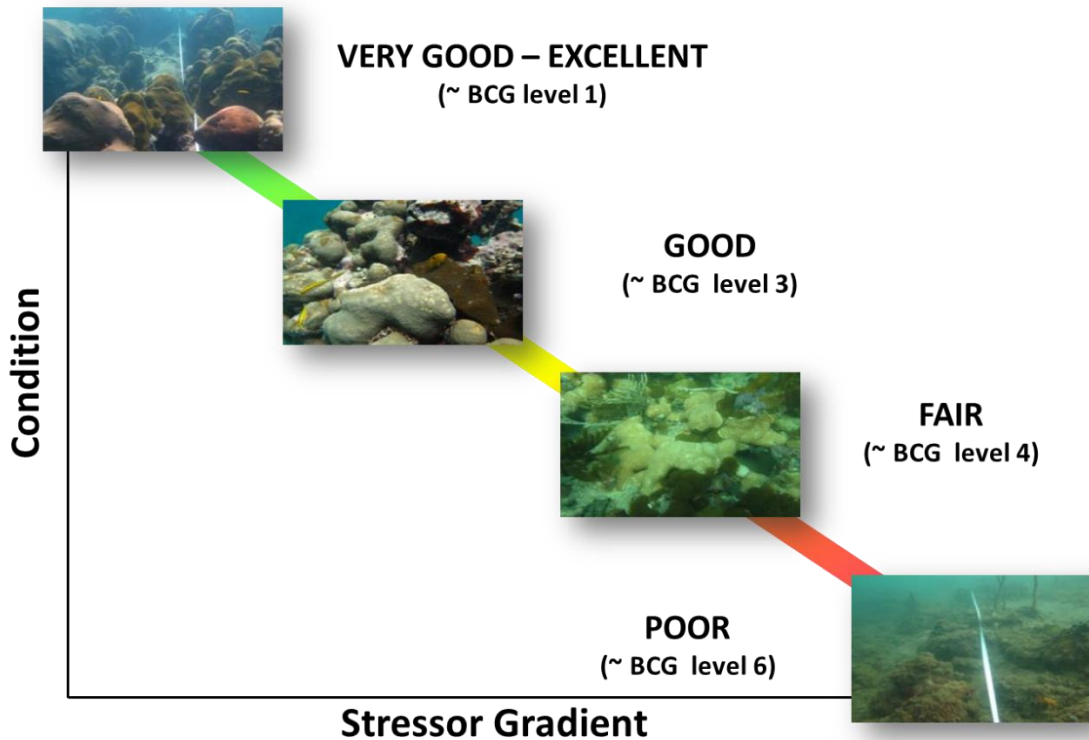 VERY GOOD – EXCELLENT
(~ BCG level 1)
GOOD
(~ BCG  level 3)
FAIR
(~ BCG  level 4)
POOR
(~ BCG  level 6)
Condition
Stressor Gradient